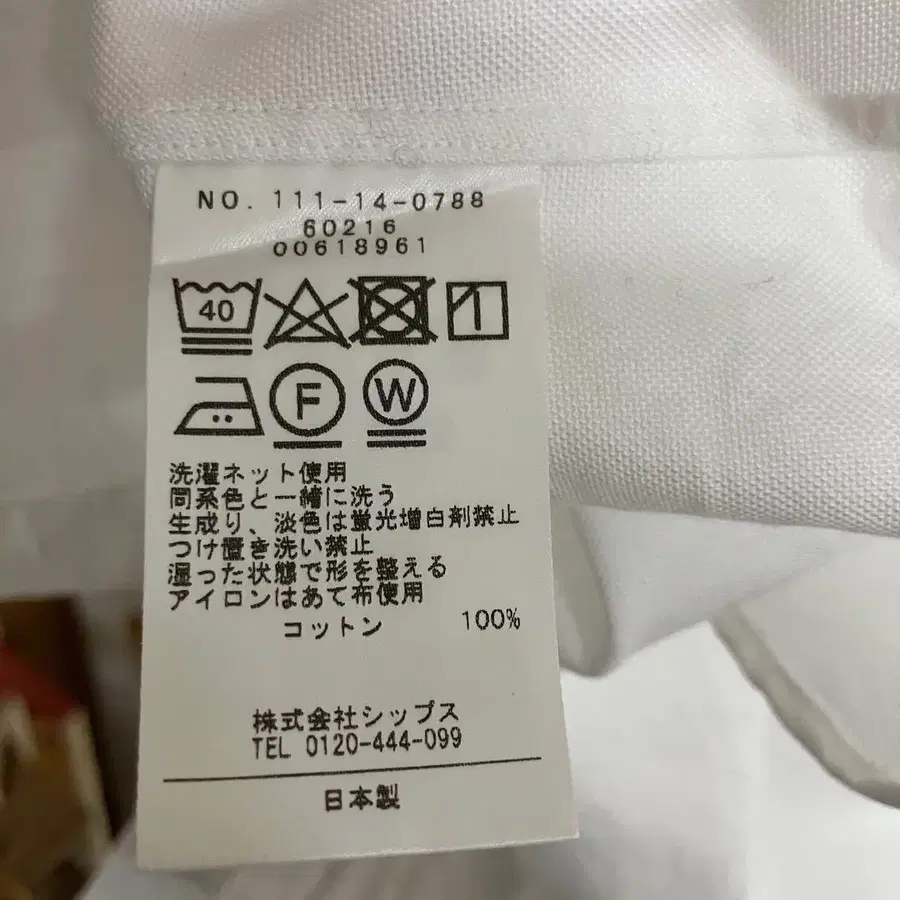 NO. 111-14-0788
60216
00618961
40
F
W
洗濯ネット使用
同系色と一緒に洗う
生成り、淡色は蛍光増白剤禁止
つけ置き洗い禁止
湿った状態で形を整える
アイロンはあて布使用
コットン 100%
株式会社シップス
TEL 0120-444-099
日本製